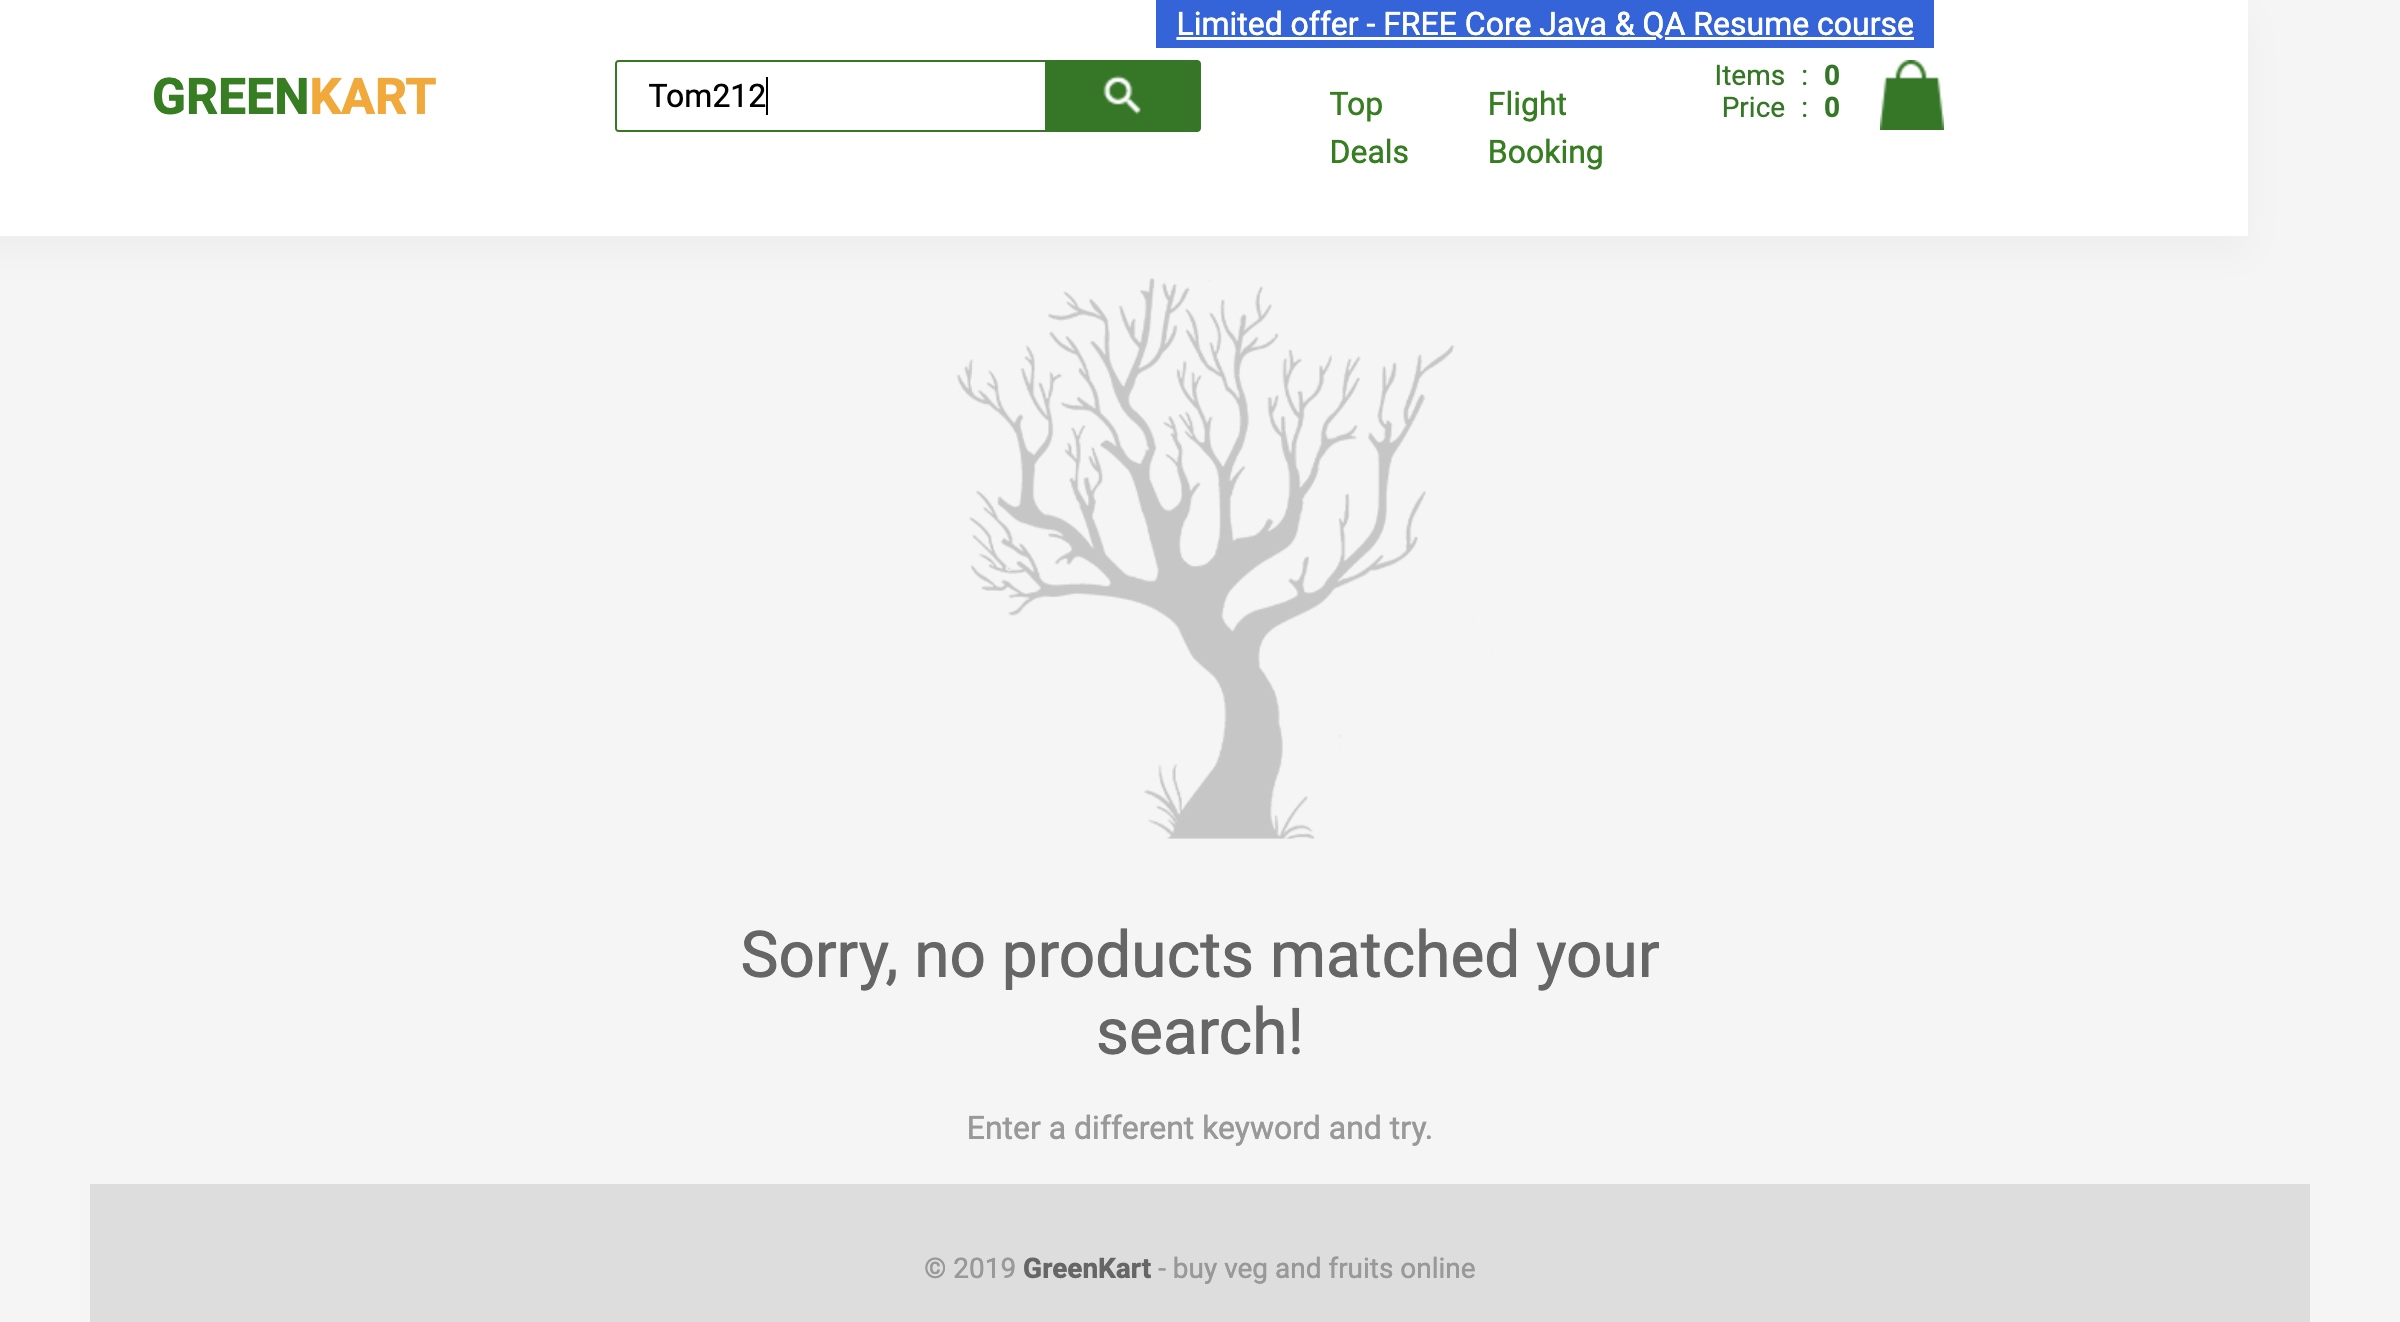 Limited offer - FREE Core Java & QA Resume course
GREENKART
Tom212
Top
Deals
Flight
Booking
Items : 0
Price : 0
Sorry, no products matched your
search!
Enter a different keyword and try.
© 2019 GreenKart - buy veg and fruits online